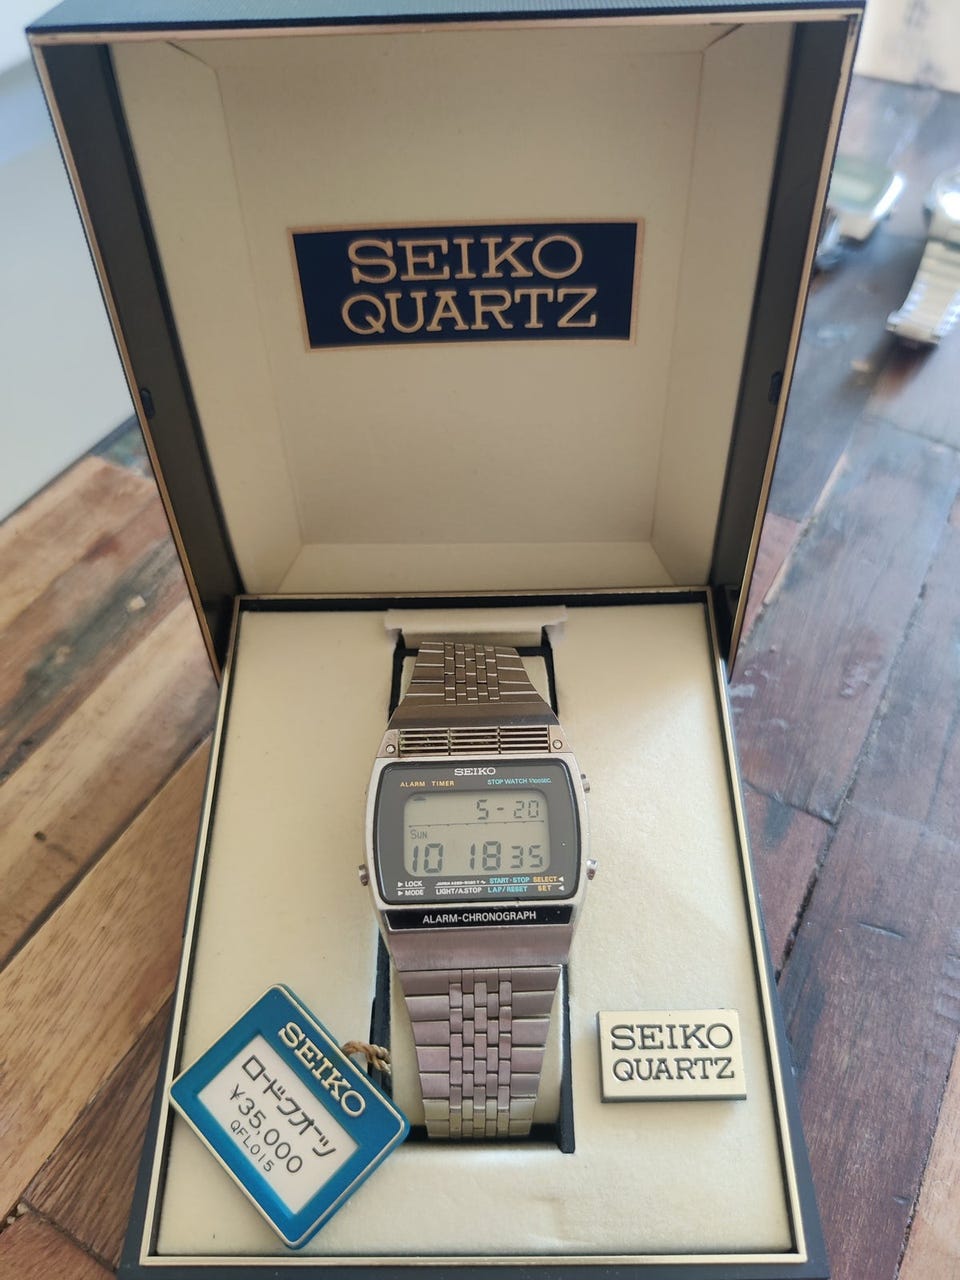 SEIKO
QUARTZ
SEIKO
ALARM TIMER STOP WATCH 1/100SEC.
5-20
SUN
10 18 35
▶ LOCK START·STOP SELECT ◀
▶ MODE LIGHT/A.STOP LAP/RESET SET ◀
ALARM-CHRONOGRAPH
SEIKO
QUARTZ
SEIKO
ロードクオーツ
¥35,000
QFL015